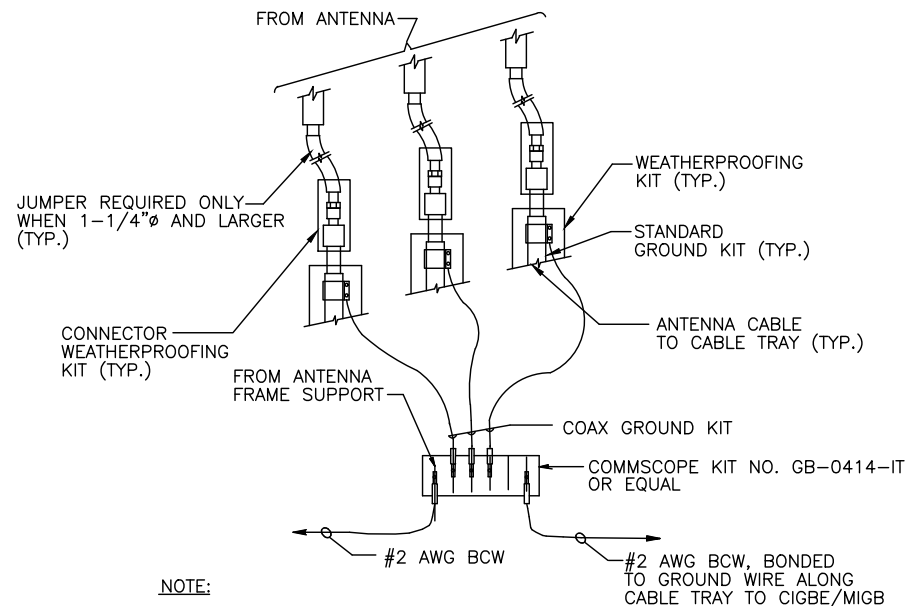 FROM ANTENNA
JUMPER REQUIRED ONLY
WHEN 1-1/4"ø AND LARGER
(TYP.)
WEATHERPROOFING
KIT (TYP.)
STANDARD
GROUND KIT (TYP.)
CONNECTOR
WEATHERPROOFING
KIT (TYP.)
ANTENNA CABLE
TO CABLE TRAY (TYP.)
FROM ANTENNA
FRAME SUPPORT
COAX GROUND KIT
COMMSCOPE KIT NO. GB-0414-IT
OR EQUAL
#2 AWG BCW
#2 AWG BCW, BONDED
TO GROUND WIRE ALONG
CABLE TRAY TO CIGBE/MIGB
NOTE: